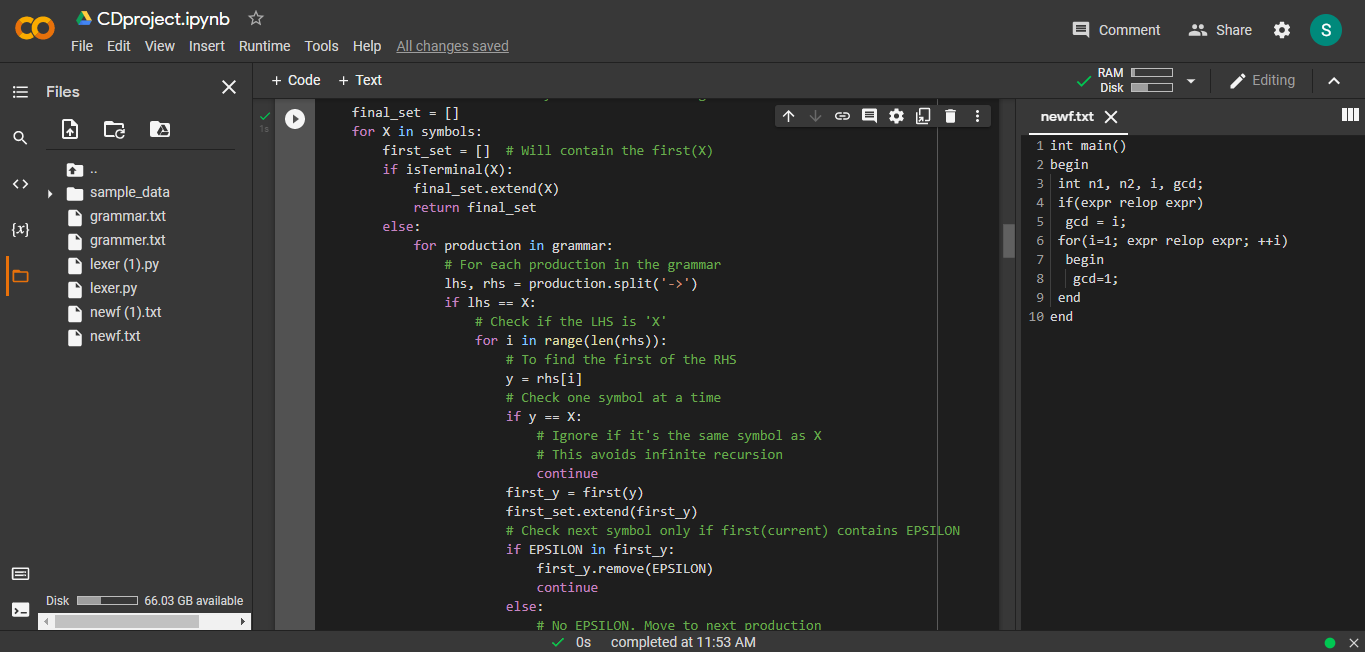 CDproject.ipynb
File Edit View Insert Runtime Tools Help All changes saved
Comment Share S
Files
+ Code + Text
RAM
Disk
Editing
..
sample_data
grammar.txt
grammer.txt
lexer (1).py
lexer.py
newf (1).txt
newf.txt
Disk 66.03 GB available
{x}
1s
final_set = []
for X in symbols:
first_set = [] # Will contain the first(X)
if isTerminal(X):
final_set.extend(X)
return final_set
else:
for production in grammar:
# For each production in the grammar
lhs, rhs = production.split('->')
if lhs == X:
# Check if the LHS is 'X'
for i in range(len(rhs)):
# To find the first of the RHS
y = rhs[i]
# Check one symbol at a time
if y == X:
# Ignore if it's the same symbol as X
# This avoids infinite recursion
continue
first_y = first(y)
first_set.extend(first_y)
# Check next symbol only if first(current) contains EPSILON
if EPSILON in first_y:
first_y.remove(EPSILON)
continue
else:
# No EPSILON. Move to next production
newf.txt
1 int main()
2 begin
3 int n1, n2, i, gcd;
4 if(expr relop expr)
5 gcd = i;
6 for(i=1; expr relop expr; ++i)
7 begin
8 gcd=1;
9 end
10 end
0s completed at 11:53 AM